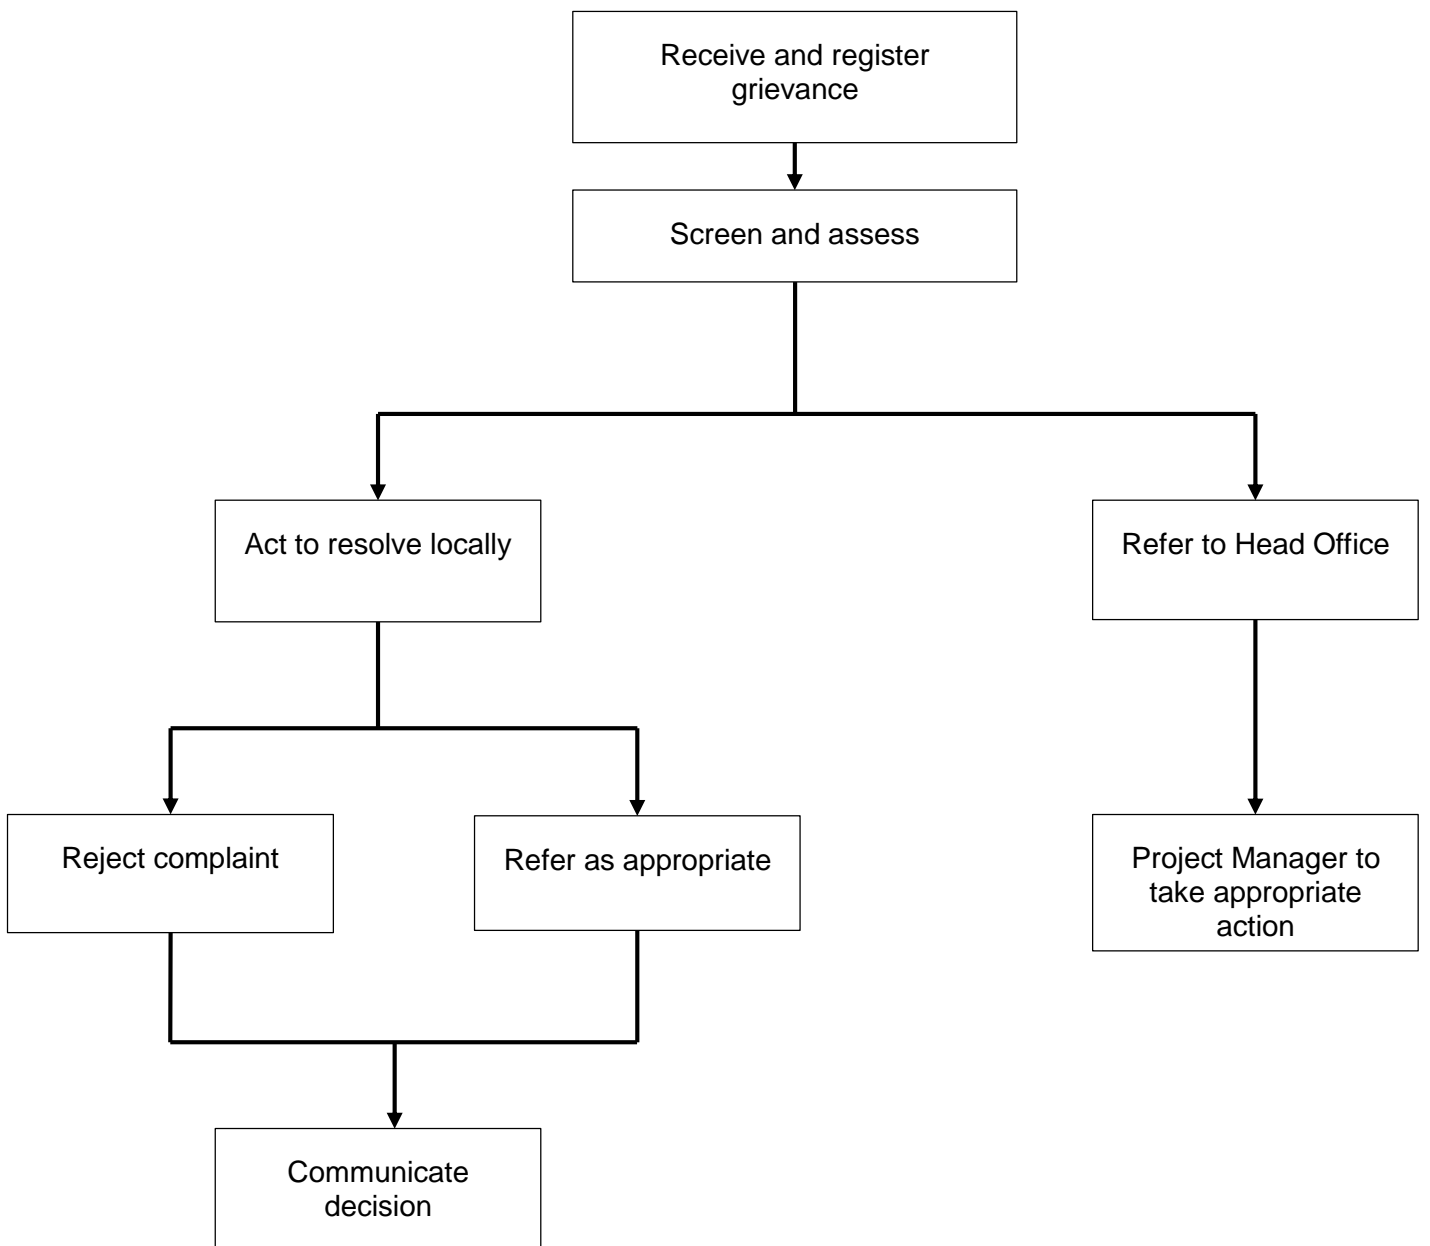 Receive and register
grievance
Screen and assess
Act to resolve locally
Refer to Head Office
Reject complaint
Refer as appropriate
Project Manager to
take appropriate
action
Communicate
decision